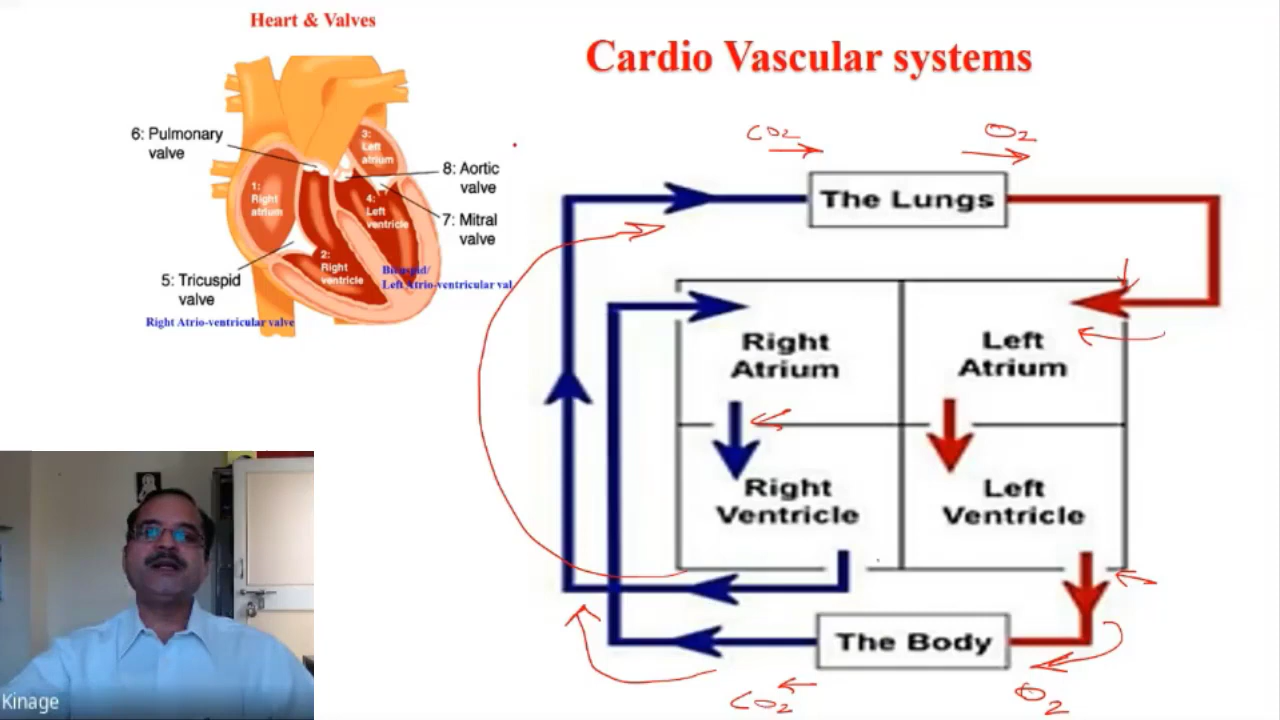 Heart & Valves
Cardio Vascular systems
6: Pulmonary
valve
3:
Left
atrium
8: Aortic
valve
1:
Right
atrium
4:
Left
ventricle
7: Mitral
valve
2:
Right
ventricle
Bicuspid/
Left Atrio-ventricular val
5: Tricuspid
valve
Right Atrio-ventricular valve
CO2
O2
The Lungs
Right
Atrium
Left
Atrium
Right
Ventricle
Left
Ventricle
The Body
CO2
O2
Kinage